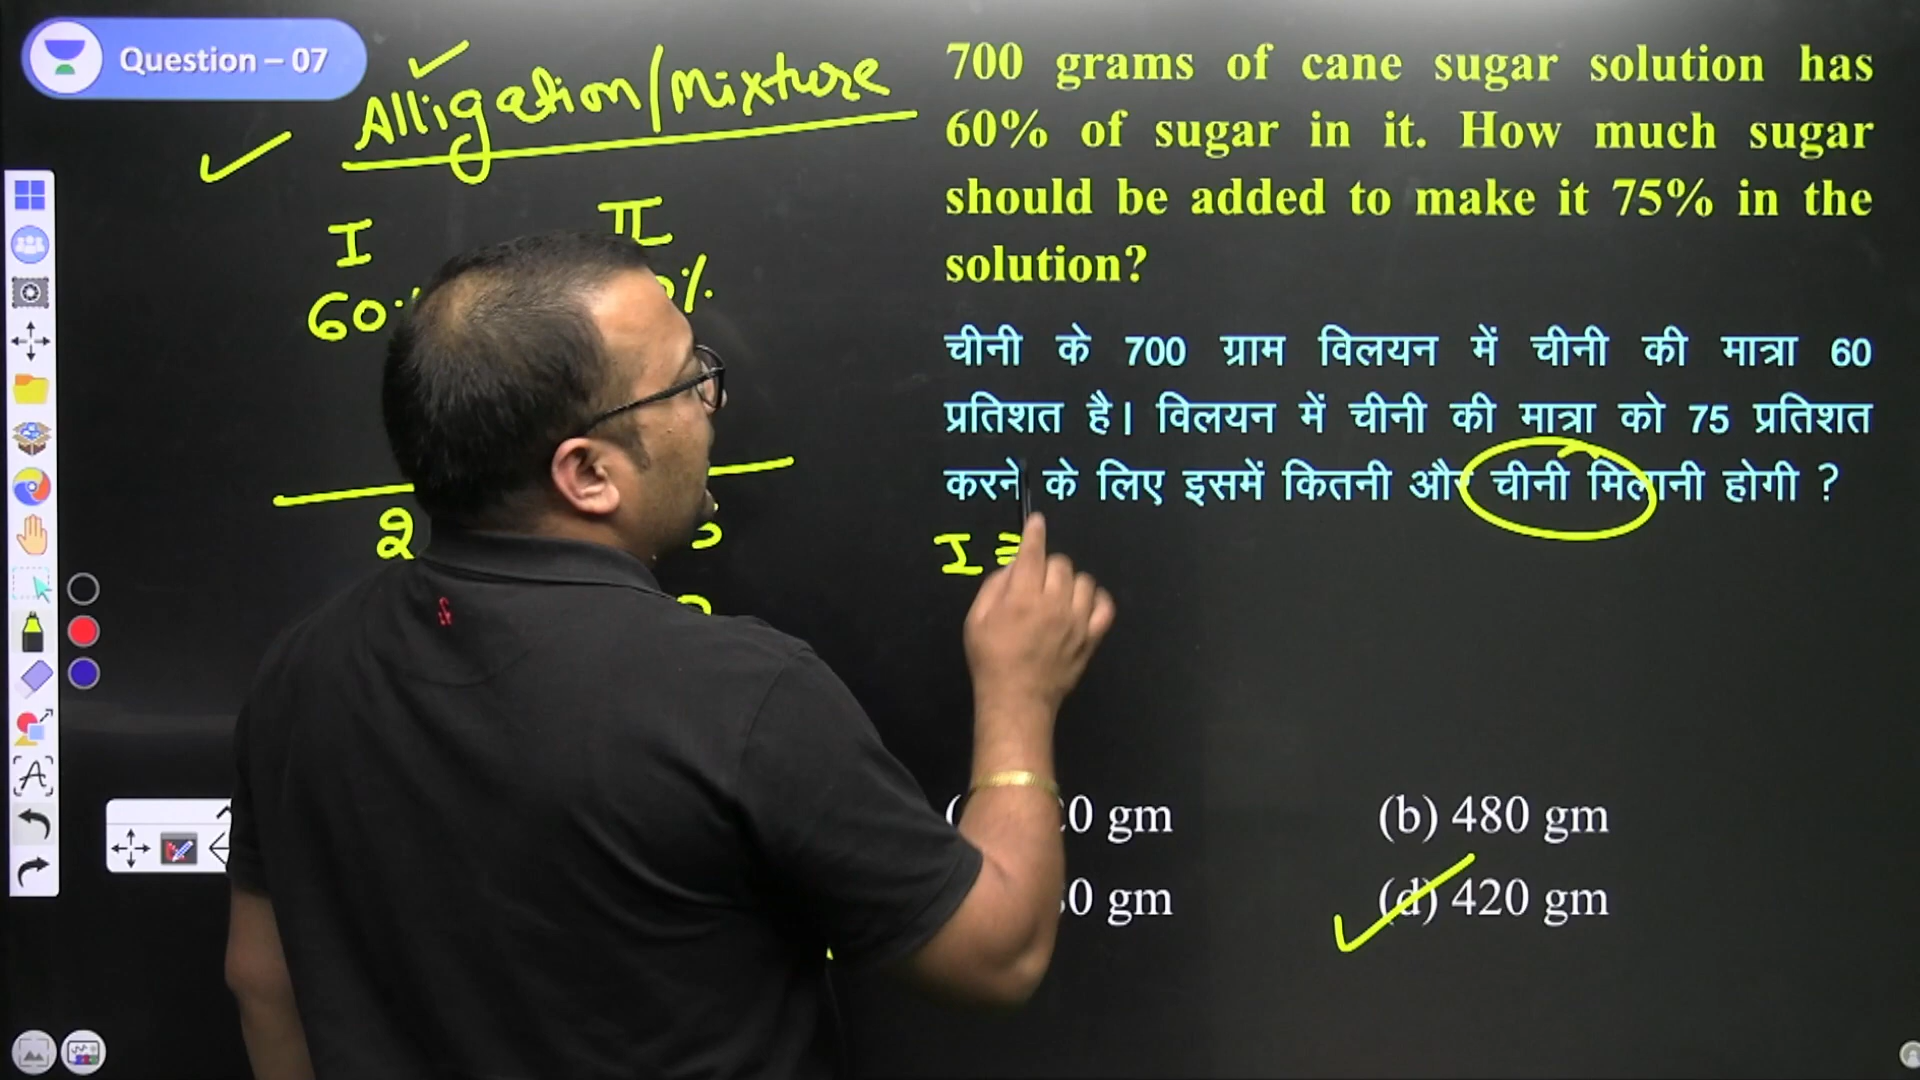 Question – 07
Alligation/Mixture
700 grams of cane sugar solution has
60% of sugar in it. How much sugar
should be added to make it 75% in the
solution?
I
II
60
%
चीनी के 700 ग्राम विलयन में चीनी की मात्रा 60
प्रतिशत है। विलयन में चीनी की मात्रा को 75 प्रतिशत
करने के लिए इसमें कितनी और चीनी मिलानी होगी ?
2
I
0 gm
(b) 480 gm
0 gm
(d) 420 gm